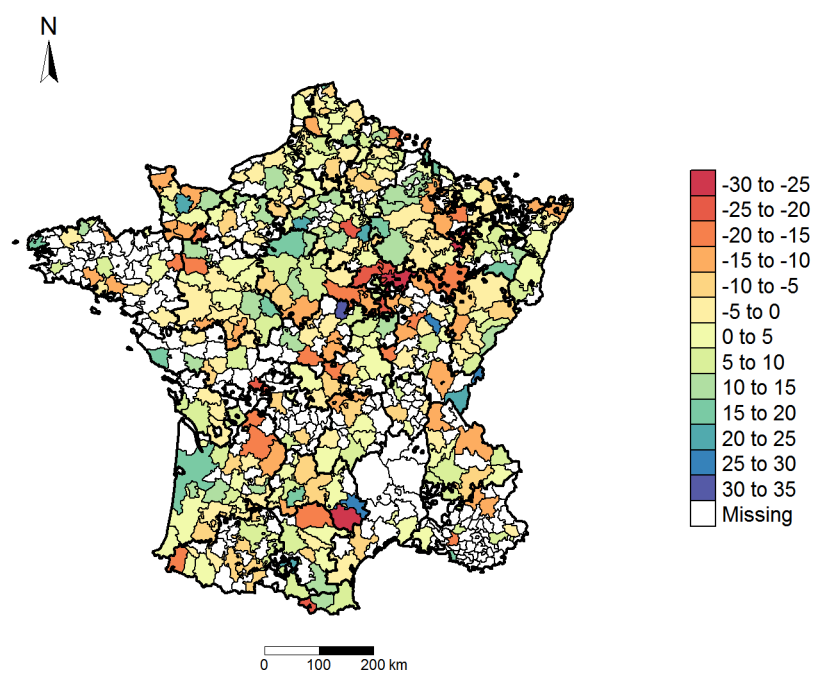 N
-30 to -25
-25 to -20
-20 to -15
-15 to -10
-10 to -5
-5 to 0
0 to 5
5 to 10
10 to 15
15 to 20
20 to 25
25 to 30
30 to 35
Missing
0 100 200 km